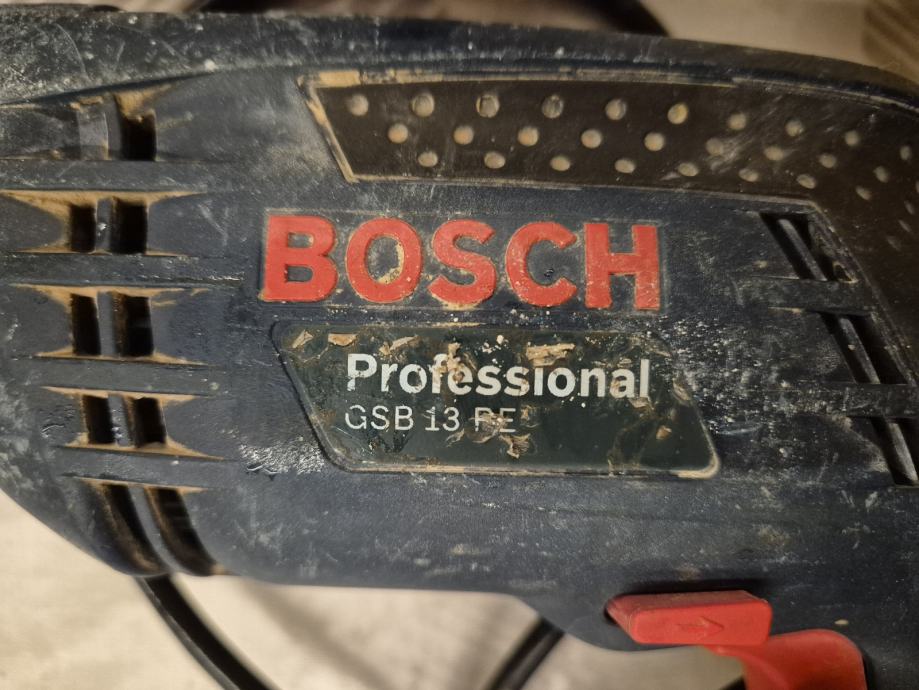 BOSCH
Professional
GSB 13 RE